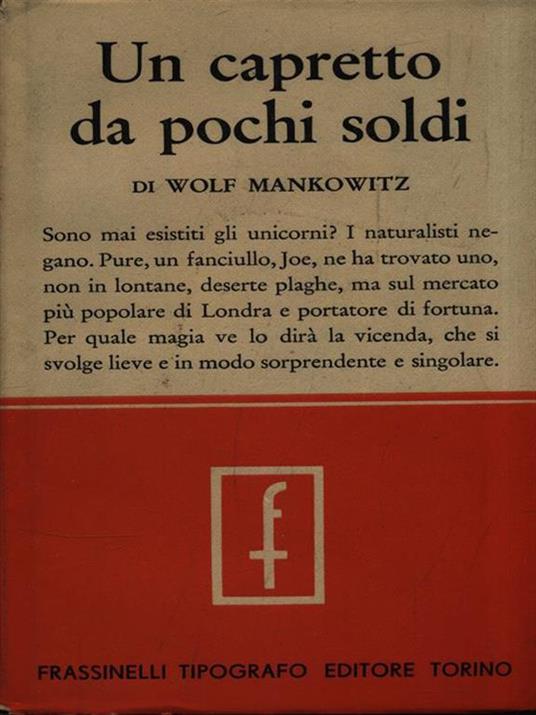 Un capretto
da pochi soldi
DI WOLF MANKOWITZ
Sono mai esistiti gli unicorni? I naturalisti ne-
gano. Pure, un fanciullo, Joe, ne ha trovato uno,
non in lontane, deserte plaghe, ma sul mercato
più popolare di Londra e portatore di fortuna.
Per quale magia ve lo dirà la vicenda, che si
svolge lieve e in modo sorprendente e singolare.
f
FRASSINELLI TIPOGRAFO EDITORE TORINO